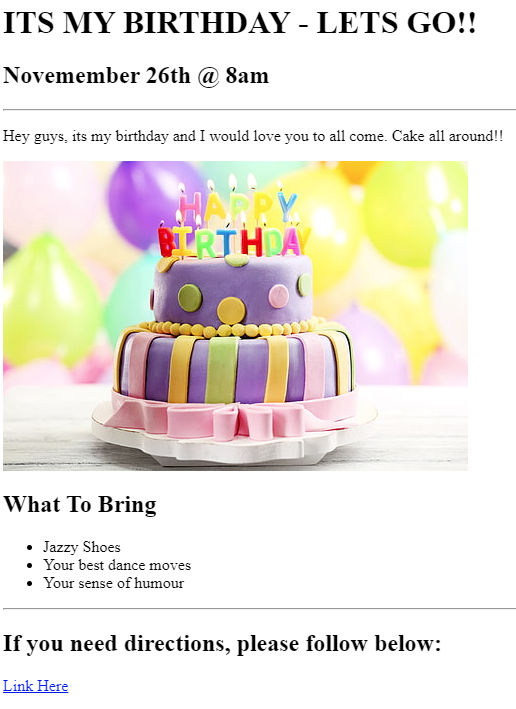 ITS MY BIRTHDAY - LETS GO!!
Novemember 26th @ 8am
Hey guys, its my birthday and I would love you to all come. Cake all around!!
HAPPY
BIRTHDAY
What To Bring
Jazzy Shoes
Your best dance moves
Your sense of humour
If you need directions, please follow below:
Link Here